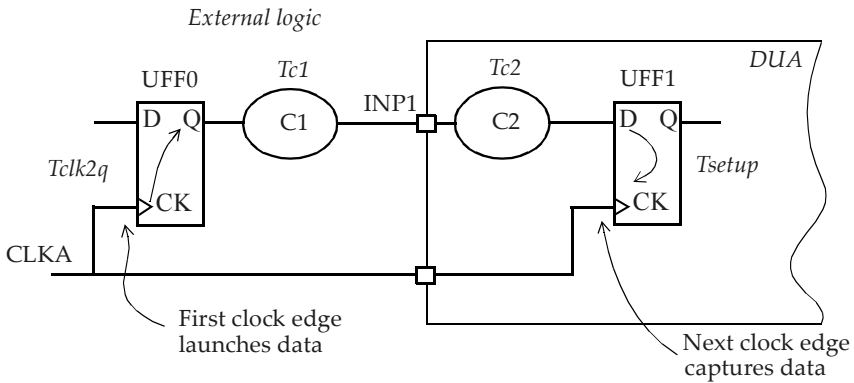 External logic
DUA
Tc1
Tc2
UFF0
UFF1
INP1
D Q
C1
C2
D Q
Tclk2q
Tsetup
CK
CK
CLKA
First clock edge
launches data
Next clock edge
captures data